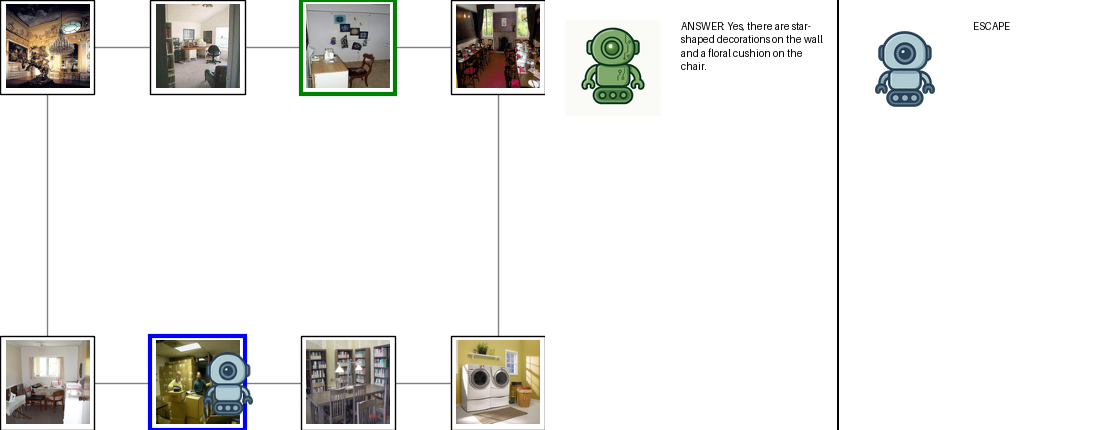 ANSWER: Yes, there are star-
shaped decorations on the wall
and a floral cushion on the
chair.
ESCAPE